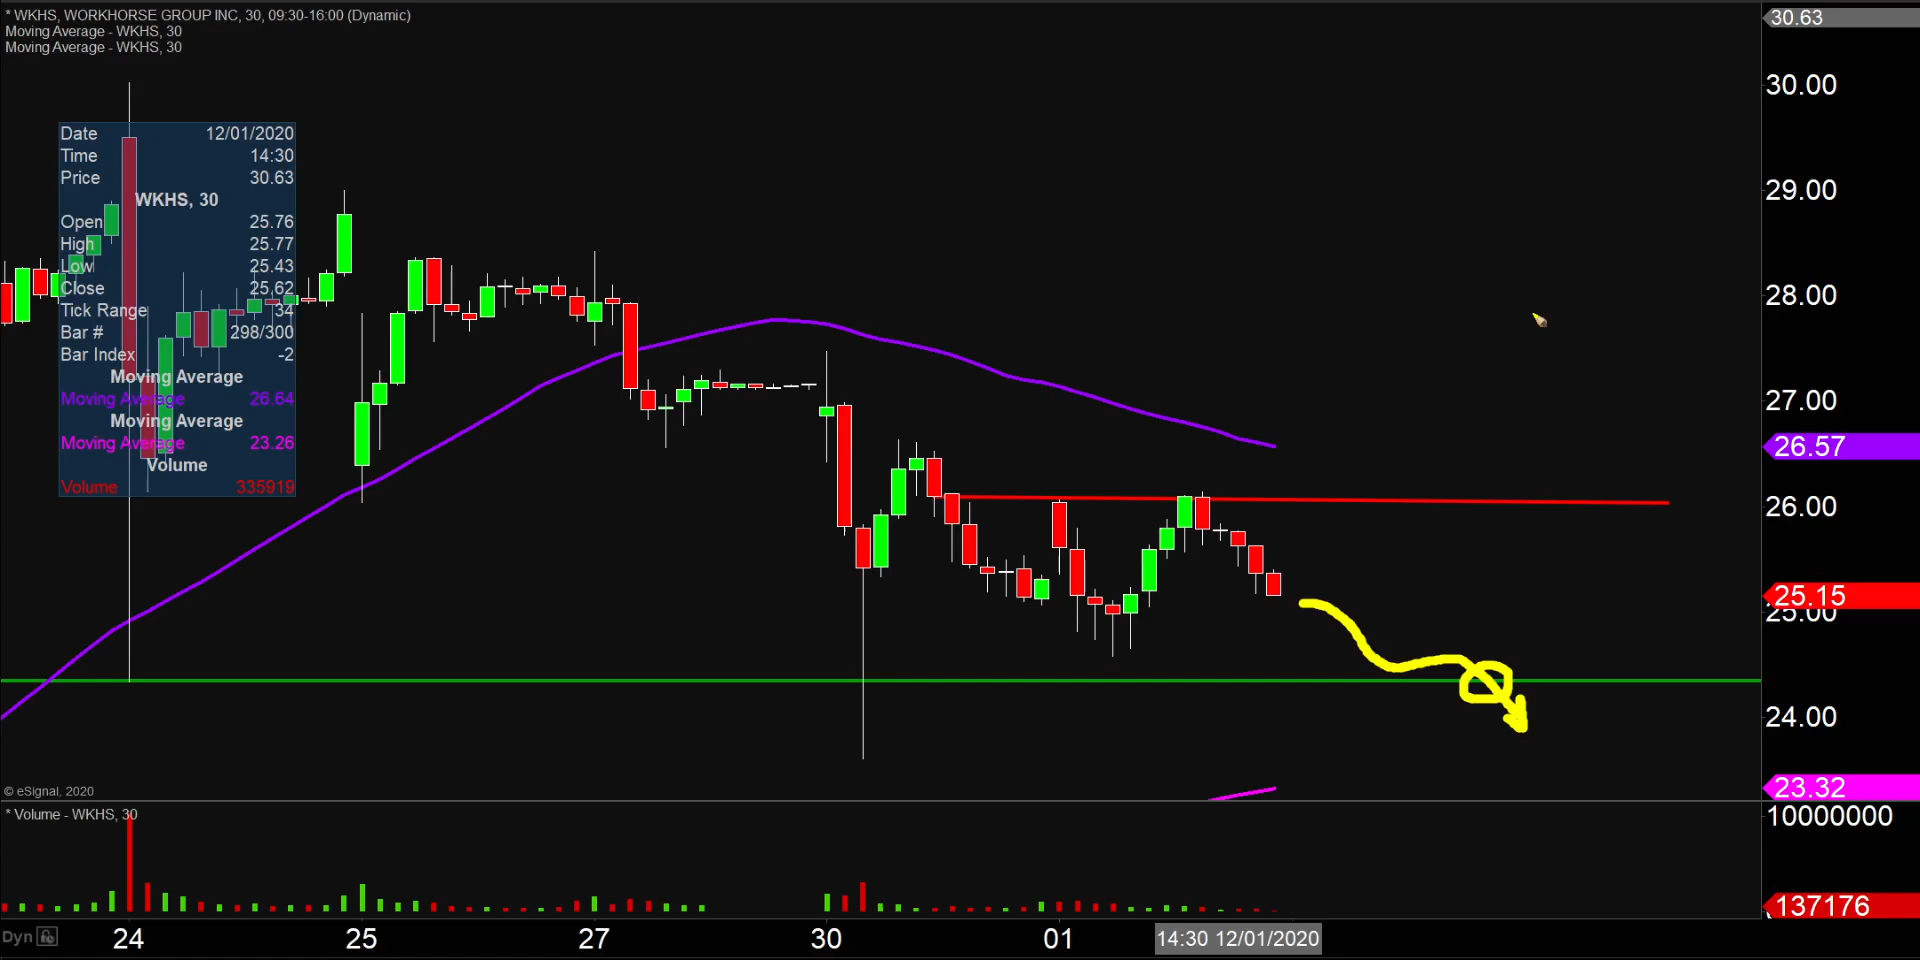 * WKHS, WORKHORSE GROUP INC, 30, 09:30-16:00 (Dynamic)
Moving Average - WKHS, 30
Moving Average - WKHS, 30
Date 12/01/2020
Time 14:30
Price 30.63
WKHS, 30
Open 25.76
High 25.77
Low 25.43
Close 25.62
Tick Range 34
Bar # 298/300
Bar Index -2
Moving Average
Moving Average 26.64
Moving Average
Moving Average 23.26
Volume
Volume 335919
30.63
30.00
29.00
28.00
27.00
26.57
26.00
25.15
25.00
24.00
23.32
© eSignal, 2020
* Volume - WKHS, 30
10000000
137176
Dyn 24 25 27 30 01 14:30 12/01/2020